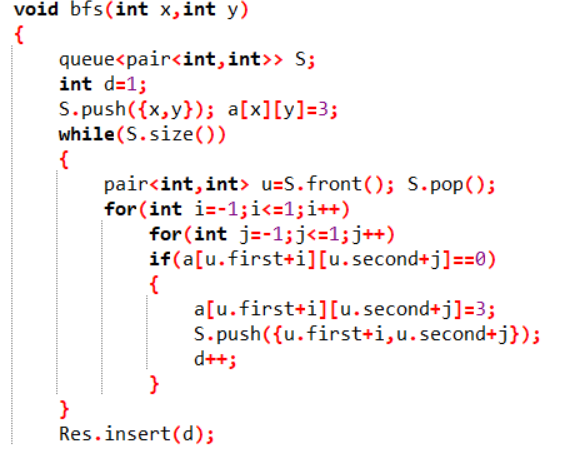 void bfs(int x,int y)
{
    queue<pair<int,int>> S;
    int d=1;
    S.push({x,y}); a[x][y]=3;
    while(S.size())
    {
        pair<int,int> u=S.front(); S.pop();
        for(int i=-1;i<=1;i++)
            for(int j=-1;j<=1;j++)
            if(a[u.first+i][u.second+j]==0)
            {
                a[u.first+i][u.second+j]=3;
                S.push({u.first+i,u.second+j});
                d++;
            }
    }
    Res.insert(d);